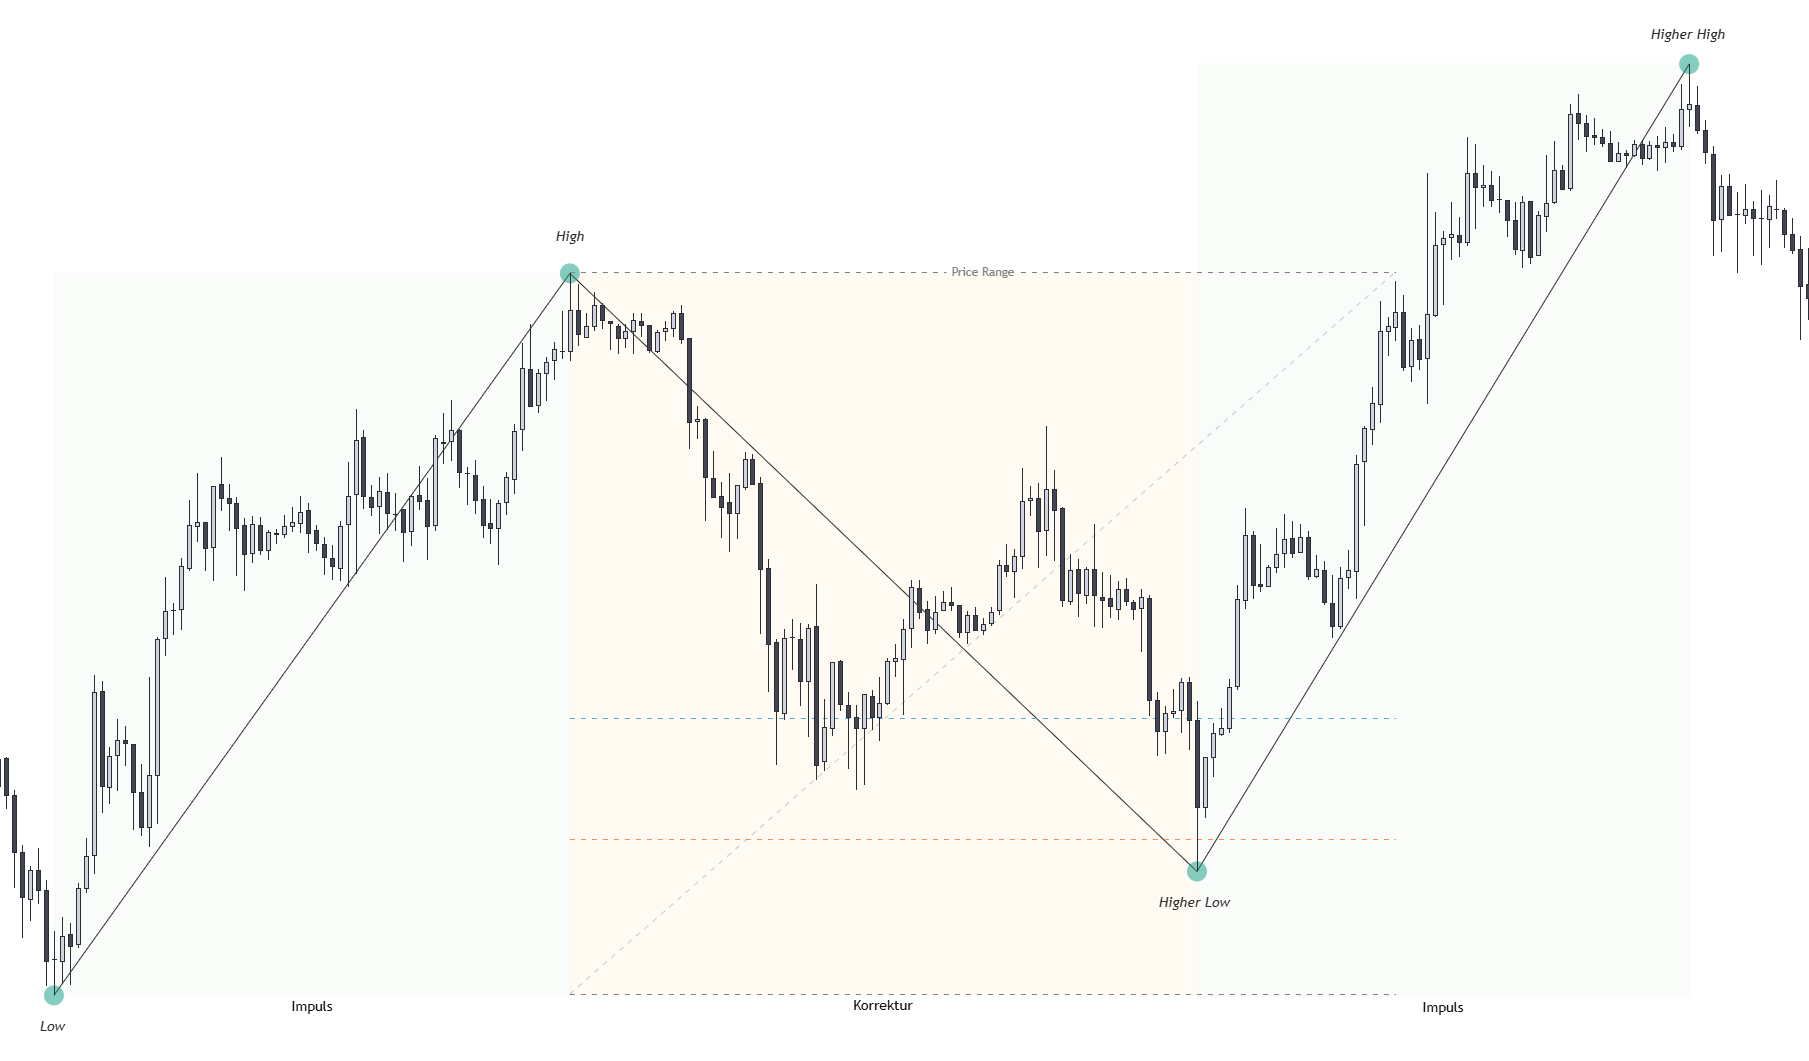 Higher High
High
Price Range
Higher Low
Impuls
Korrektur
Impuls
Low